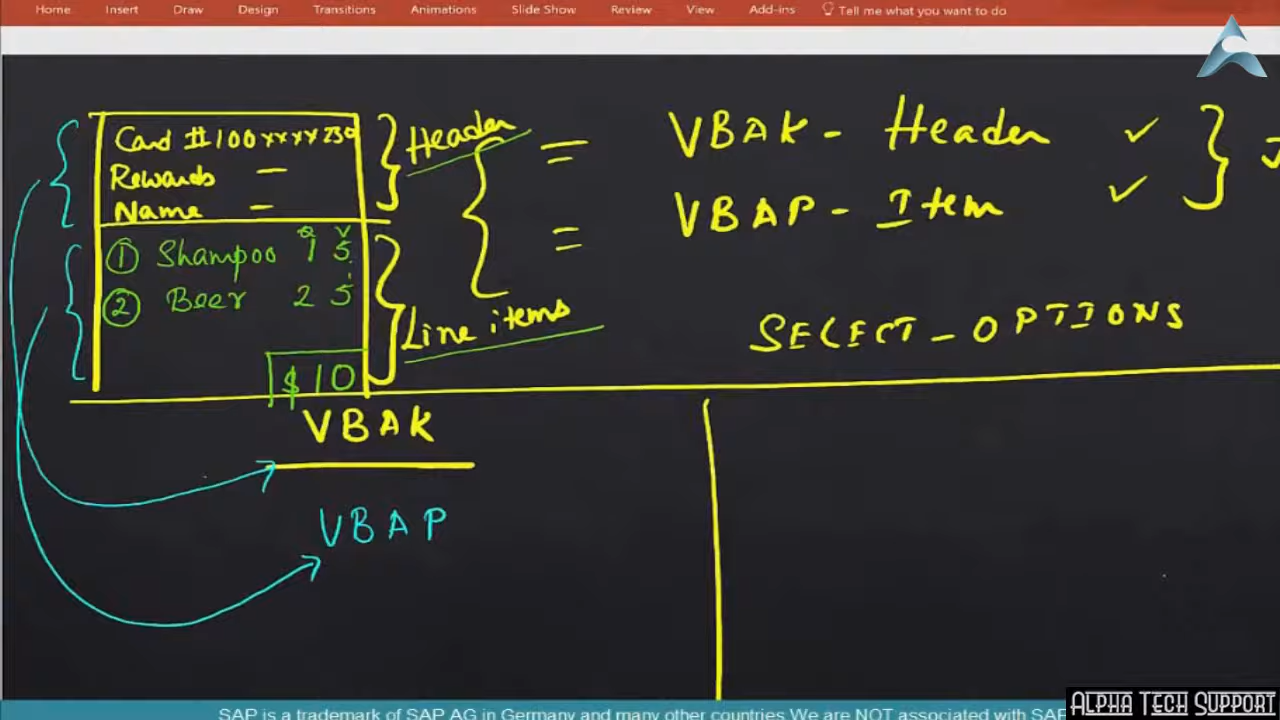 Home Insert Draw Design Transitions Animations Slide Show Review View Add-ins Tell me what you want to do
Card #100xxxx230
Rewards -
Name -
Header
① Shampoo 1 5
② Beer 2 5
Line items
$10
= VBAK - Header ✓
= VBAP - Item ✓
SELECT-OPTIONS
VBAK
VBAP
ALPHA TECH SUPPORT
SAP is a trademark of SAP AG in Germany and many other countries We are NOT associated with SAP